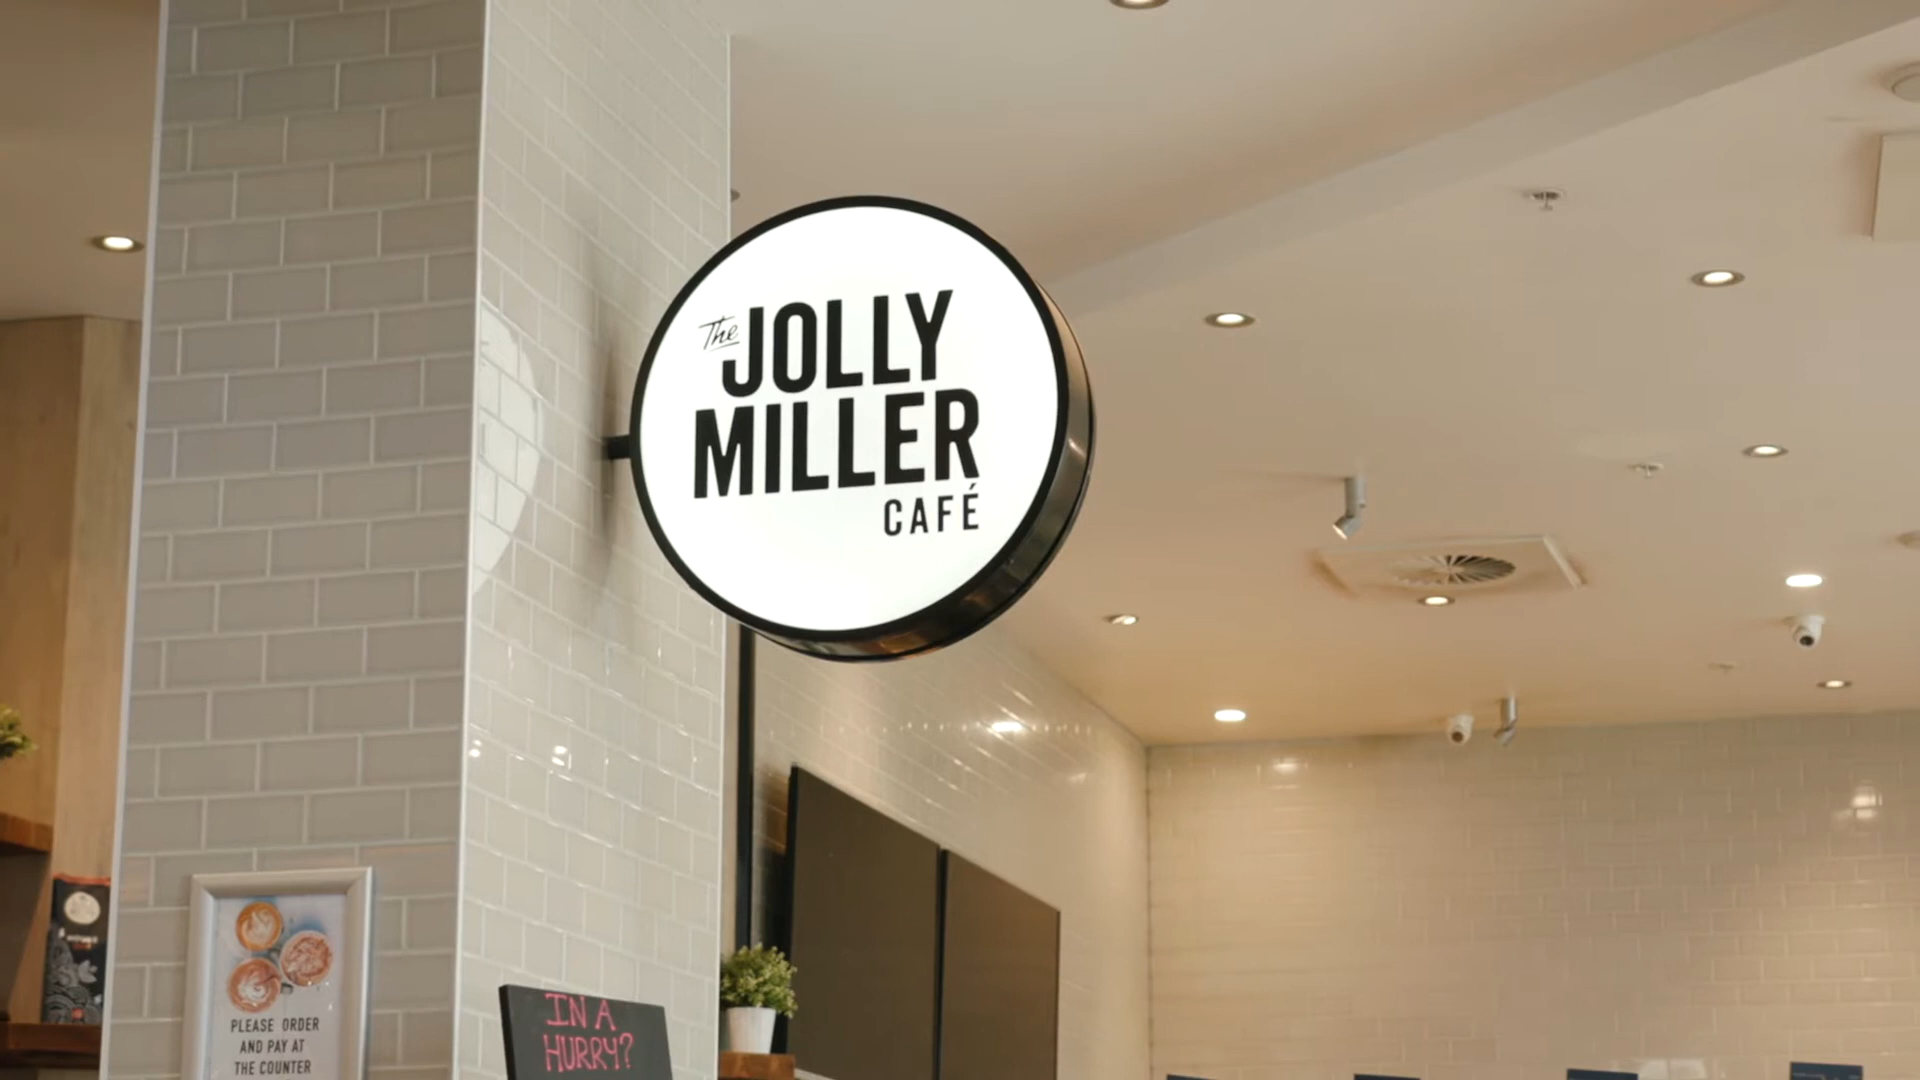 The
JOLLY
MILLER
CAFÉ
PLEASE ORDER
AND PAY AT
THE COUNTER
IN A
HURRY?